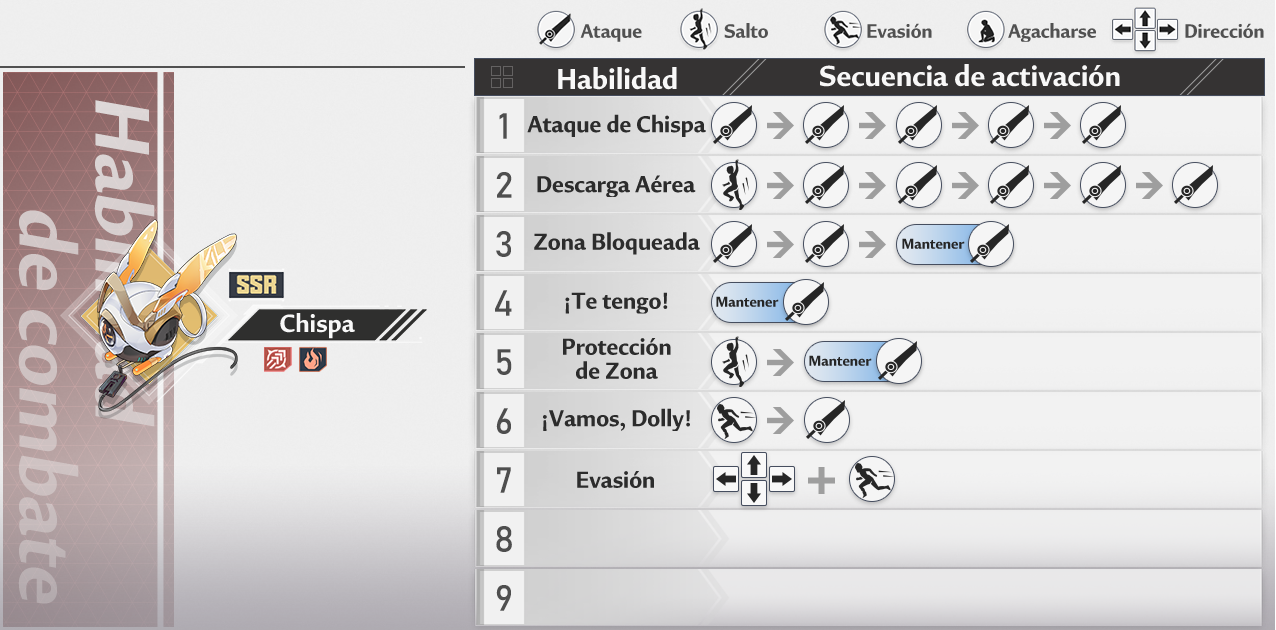 Ataque
Salto
Evasión
Agacharse
Dirección
Habilidad
Secuencia de activación
Habilidad
de combate
SSR
Chispa
1 Ataque de Chispa
2 Descarga Aérea
3 Zona Bloqueada Mantener
4 ¡Te tengo! Mantener
5 Protección
de Zona Mantener
6 ¡Vamos, Dolly!
7 Evasión
8
9